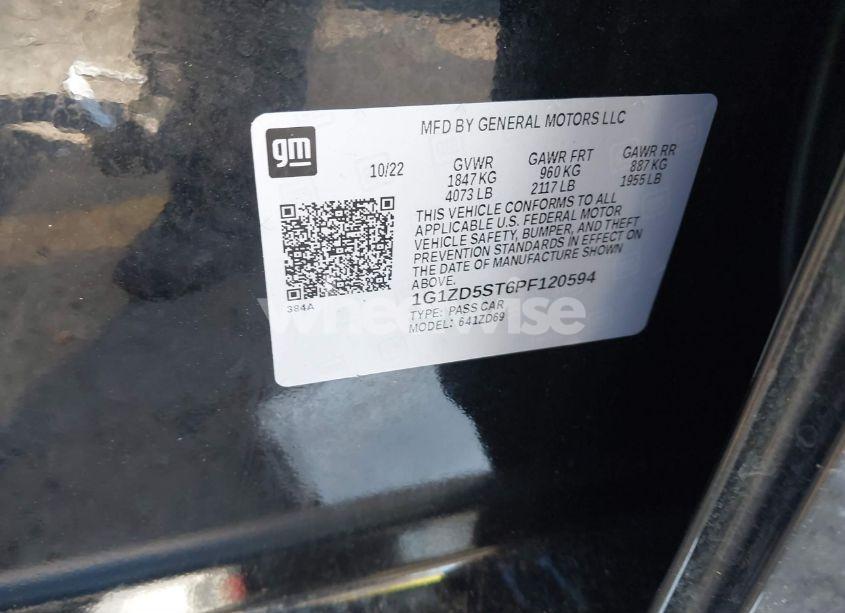 MFD BY GENERAL MOTORS LLC
gm
10/22
GVWR GAWR FRT GAWR RR
1847 KG 960 KG 887 KG
4073 LB 2117 LB 1955 LB
THIS VEHICLE CONFORMS TO ALL
APPLICABLE U.S. FEDERAL MOTOR
VEHICLE SAFETY, BUMPER, AND THEFT
PREVENTION STANDARDS IN EFFECT ON
THE DATE OF MANUFACTURE SHOWN
ABOVE.
1G1ZD5ST6PF120594
384A
TYPE: PASS CAR
MODEL: 641ZD69